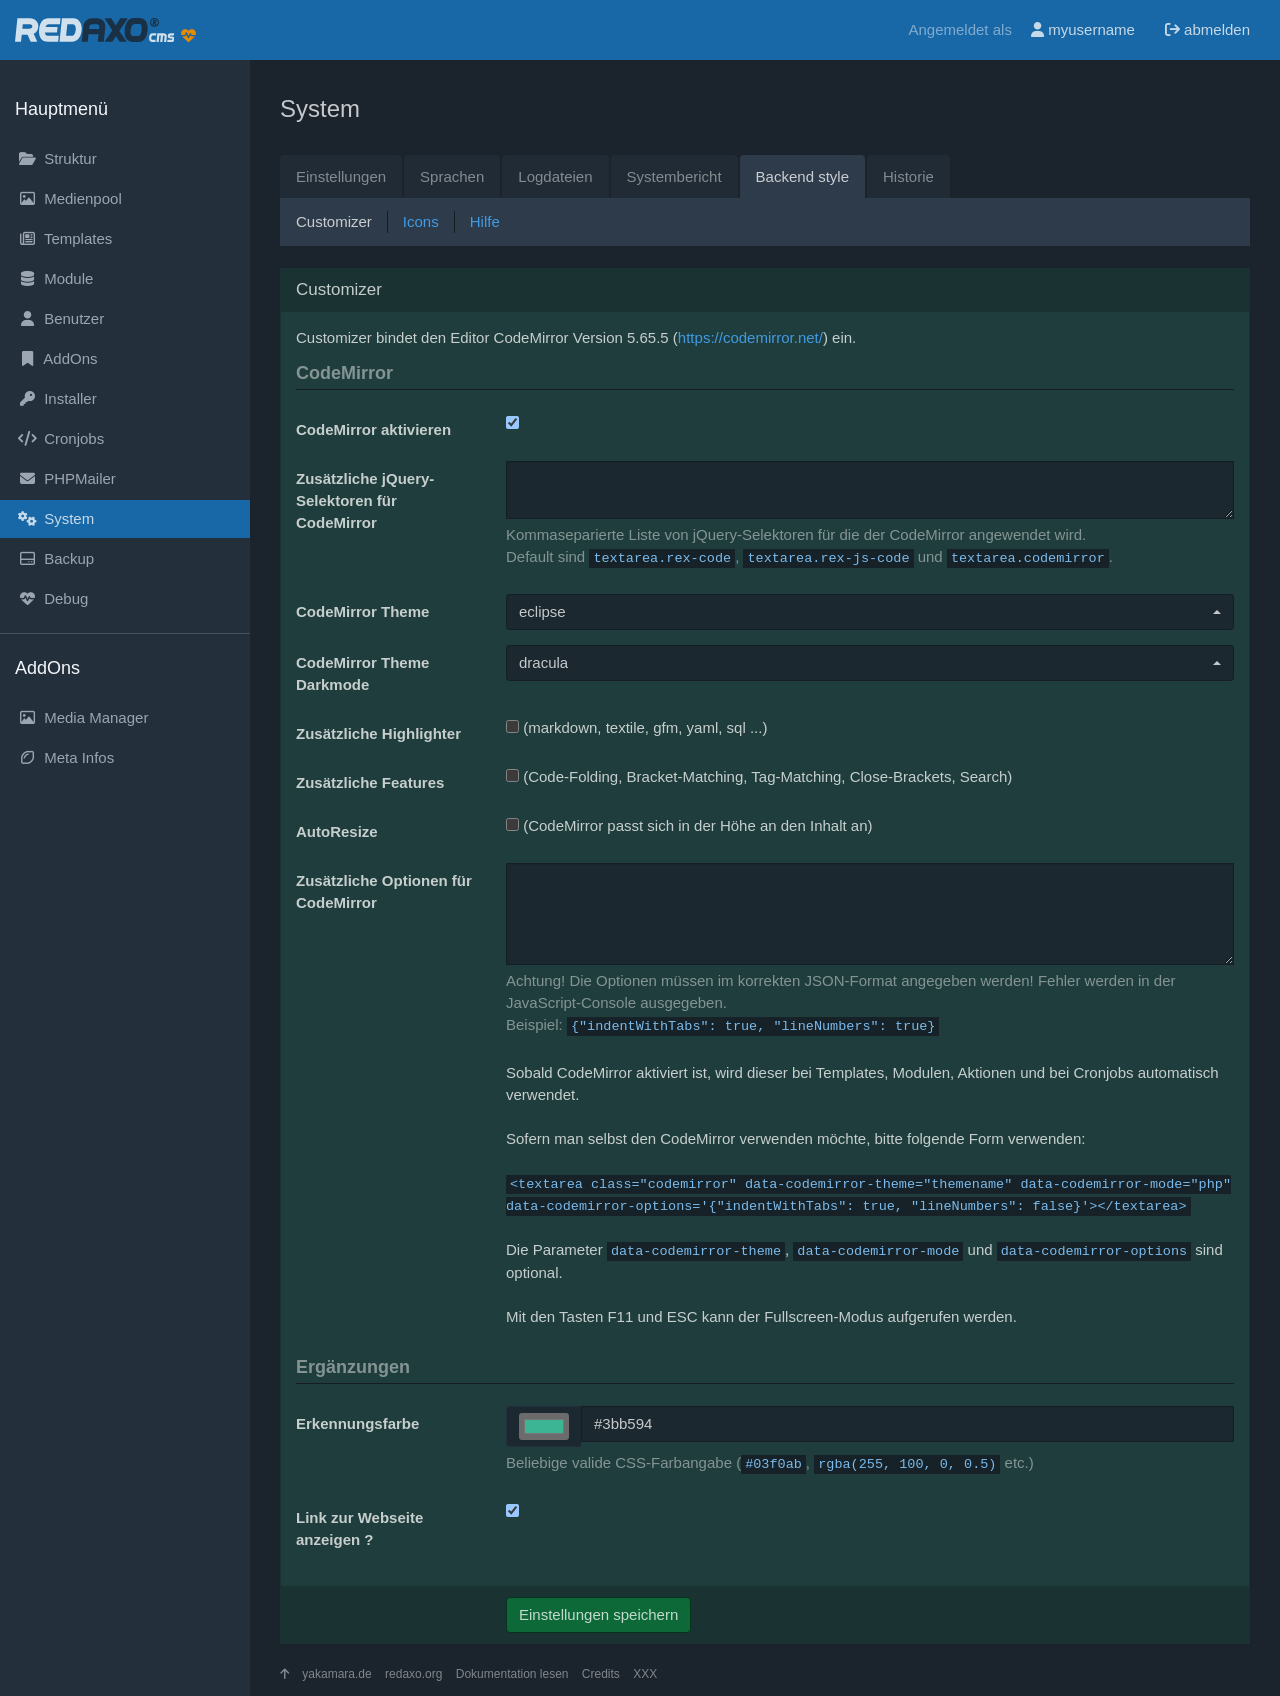 REDAXO® cms
Angemeldet als myusername abmelden
Hauptmenü
Struktur
Medienpool
Templates
Module
Benutzer
AddOns
Installer
Cronjobs
PHPMailer
System
Backup
Debug
AddOns
Media Manager
Meta Infos
System
Einstellungen Sprachen Logdateien Systembericht Backend style Historie
Customizer Icons Hilfe
Customizer
Customizer bindet den Editor CodeMirror Version 5.65.5 (https://codemirror.net/) ein.
CodeMirror
CodeMirror aktivieren
Zusätzliche jQuery-
Selektoren für
CodeMirror
Kommaseparierte Liste von jQuery-Selektoren für die der CodeMirror angewendet wird.
Default sind textarea.rex-code, textarea.rex-js-code und textarea.codemirror.
CodeMirror Theme
eclipse
CodeMirror Theme
Darkmode
dracula
Zusätzliche Highlighter
(markdown, textile, gfm, yaml, sql ...)
Zusätzliche Features
(Code-Folding, Bracket-Matching, Tag-Matching, Close-Brackets, Search)
AutoResize
(CodeMirror passt sich in der Höhe an den Inhalt an)
Zusätzliche Optionen für
CodeMirror
Achtung! Die Optionen müssen im korrekten JSON-Format angegeben werden! Fehler werden in der
JavaScript-Console ausgegeben.
Beispiel: {"indentWithTabs": true, "lineNumbers": true}
Sobald CodeMirror aktiviert ist, wird dieser bei Templates, Modulen, Aktionen und bei Cronjobs automatisch
verwendet.
Sofern man selbst den CodeMirror verwenden möchte, bitte folgende Form verwenden:
<textarea class="codemirror" data-codemirror-theme="themename" data-codemirror-mode="php"
data-codemirror-options='{"indentWithTabs": true, "lineNumbers": false}'></textarea>
Die Parameter data-codemirror-theme, data-codemirror-mode und data-codemirror-options sind
optional.
Mit den Tasten F11 und ESC kann der Fullscreen-Modus aufgerufen werden.
Ergänzungen
Erkennungsfarbe
#3bb594
Beliebige valide CSS-Farbangabe (#03f0ab, rgba(255, 100, 0, 0.5) etc.)
Link zur Webseite
anzeigen ?
Einstellungen speichern
yakamara.de redaxo.org Dokumentation lesen Credits XXX